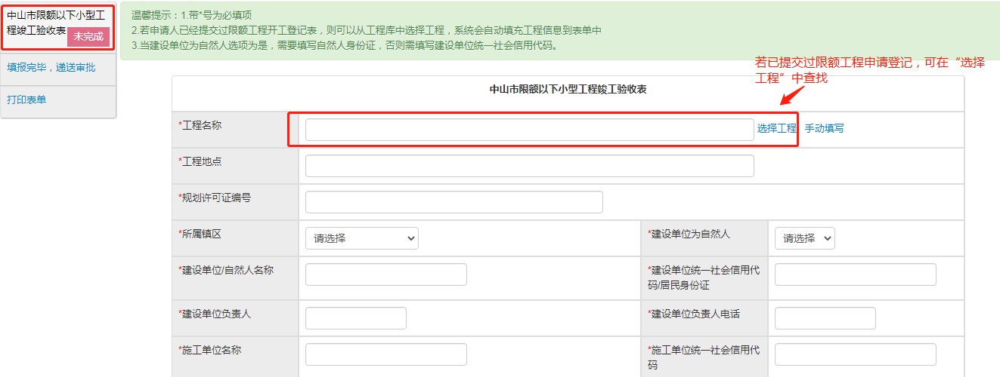 中山市限额以下小型工
程竣工验收表 未完成
填报完毕，递送审批
打印表单
温馨提示：1.带*号为必填项
2.若申请人已经提交过限额工程开工登记表，则可以从工程库中选择工程，系统会自动填充工程信息到表单中
3.当建设单位为自然人选项为是，需要填写自然人身份证，否则需填写建设单位统一社会信用代码。
若已提交过限额工程申请登记，可在“选择
工程”中查找
中山市限额以下小型工程竣工验收表
*工程名称 选择工程 手动填写
*工程地点
*规划许可证编号
*所属镇区 请选择 *建设单位为自然人 请选择
*建设单位/自然人名称 *建设单位统一社会信用代
码/居民身份证
*建设单位负责人 *建设单位负责人电话
*施工单位名称 *施工单位统一社会信用代
码